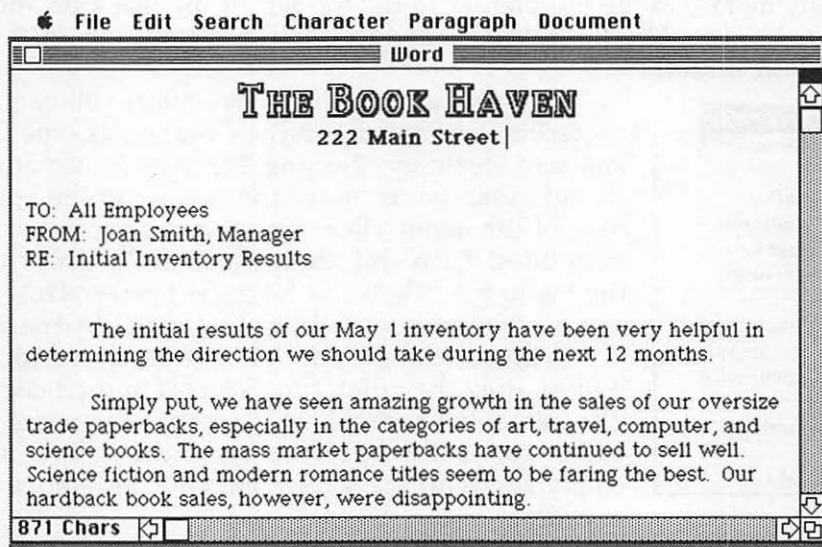 File Edit Search Character Paragraph Document
Word
THE BOOK HAVEN
222 Main Street
TO: All Employees
FROM: Joan Smith, Manager
RE: Initial Inventory Results
The initial results of our May 1 inventory have been very helpful in
determining the direction we should take during the next 12 months.
Simply put, we have seen amazing growth in the sales of our oversize
trade paperbacks, especially in the categories of art, travel, computer, and
science books. The mass market paperbacks have continued to sell well.
Science fiction and modern romance titles seem to be faring the best. Our
hardback book sales, however, were disappointing.
871 Chars